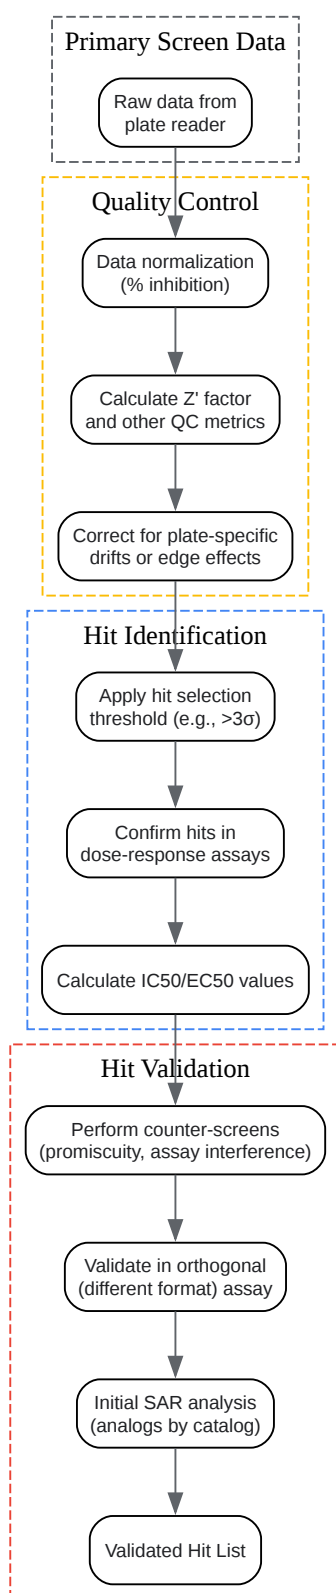 Primary Screen Data
Raw data from
plate reader
Quality Control
Data normalization
(% inhibition)
Calculate Z' factor
and other QC metrics
Correct for plate-specific
drifts or edge effects
Hit Identification
Apply hit selection
threshold (e.g., >3σ)
Confirm hits in
dose-response assays
Calculate IC50/EC50 values
Hit Validation
Perform counter-screens
(promiscuity, assay interference)
Validate in orthogonal
(different format) assay
Initial SAR analysis
(analogs by catalog)
Validated Hit List